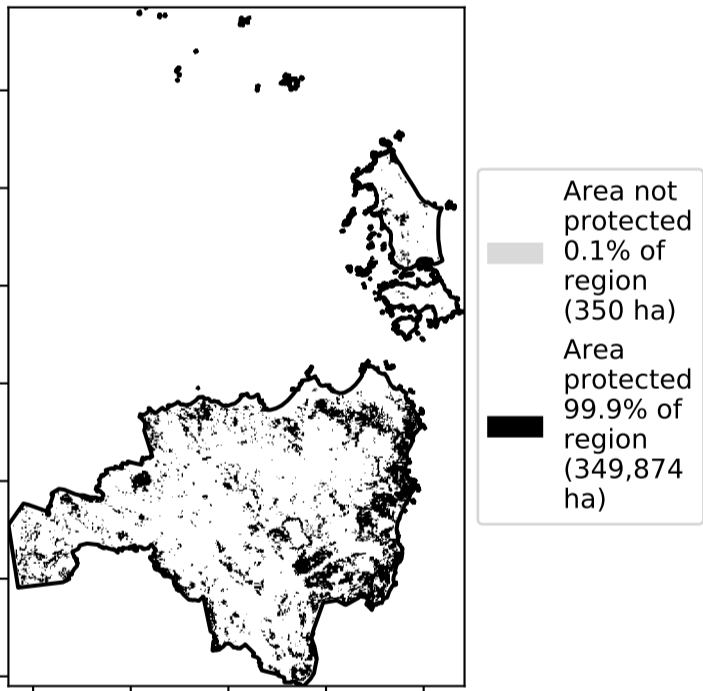 Area not
protected
0.1% of
region
(350 ha)
Area
protected
99.9% of
region
(349,874
ha)